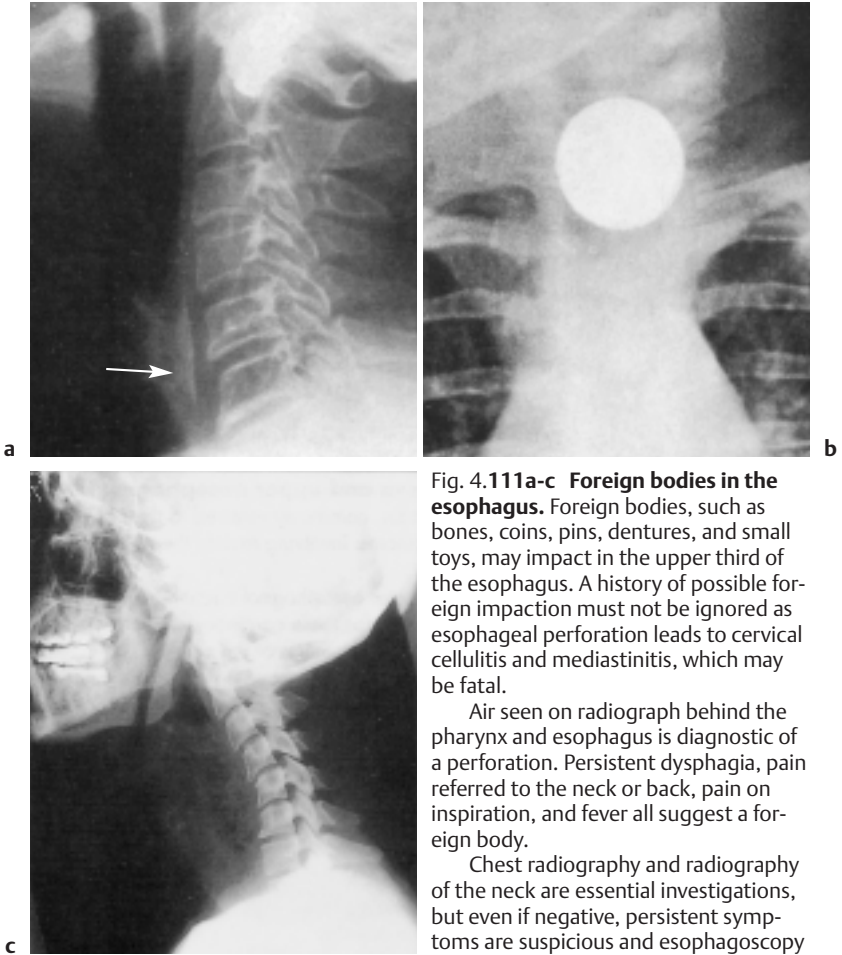 a
b
c
Fig. 4.111a-c Foreign bodies in the
esophagus. Foreign bodies, such as
bones, coins, pins, dentures, and small
toys, may impact in the upper third of
the esophagus. A history of possible for-
eign impaction must not be ignored as
esophageal perforation leads to cervical
cellulitis and mediastinitis, which may
be fatal.
Air seen on radiograph behind the
pharynx and esophagus is diagnostic of
a perforation. Persistent dysphagia, pain
referred to the neck or back, pain on
inspiration, and fever all suggest a for-
eign body.
Chest radiography and radiography
of the neck are essential investigations,
but even if negative, persistent symp-
toms are suspicious and esophagoscopy